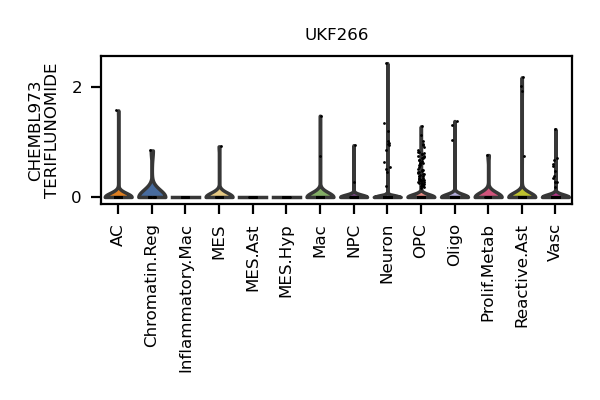 UKF266
CHEMBL973
TERIFLUNOMIDE
2
0
AC
Chromatin.Reg
Inflammatory.Mac
MES
MES.Ast
MES.Hyp
Mac
NPC
Neuron
OPC
Oligo
Prolif.Metab
Reactive.Ast
Vasc